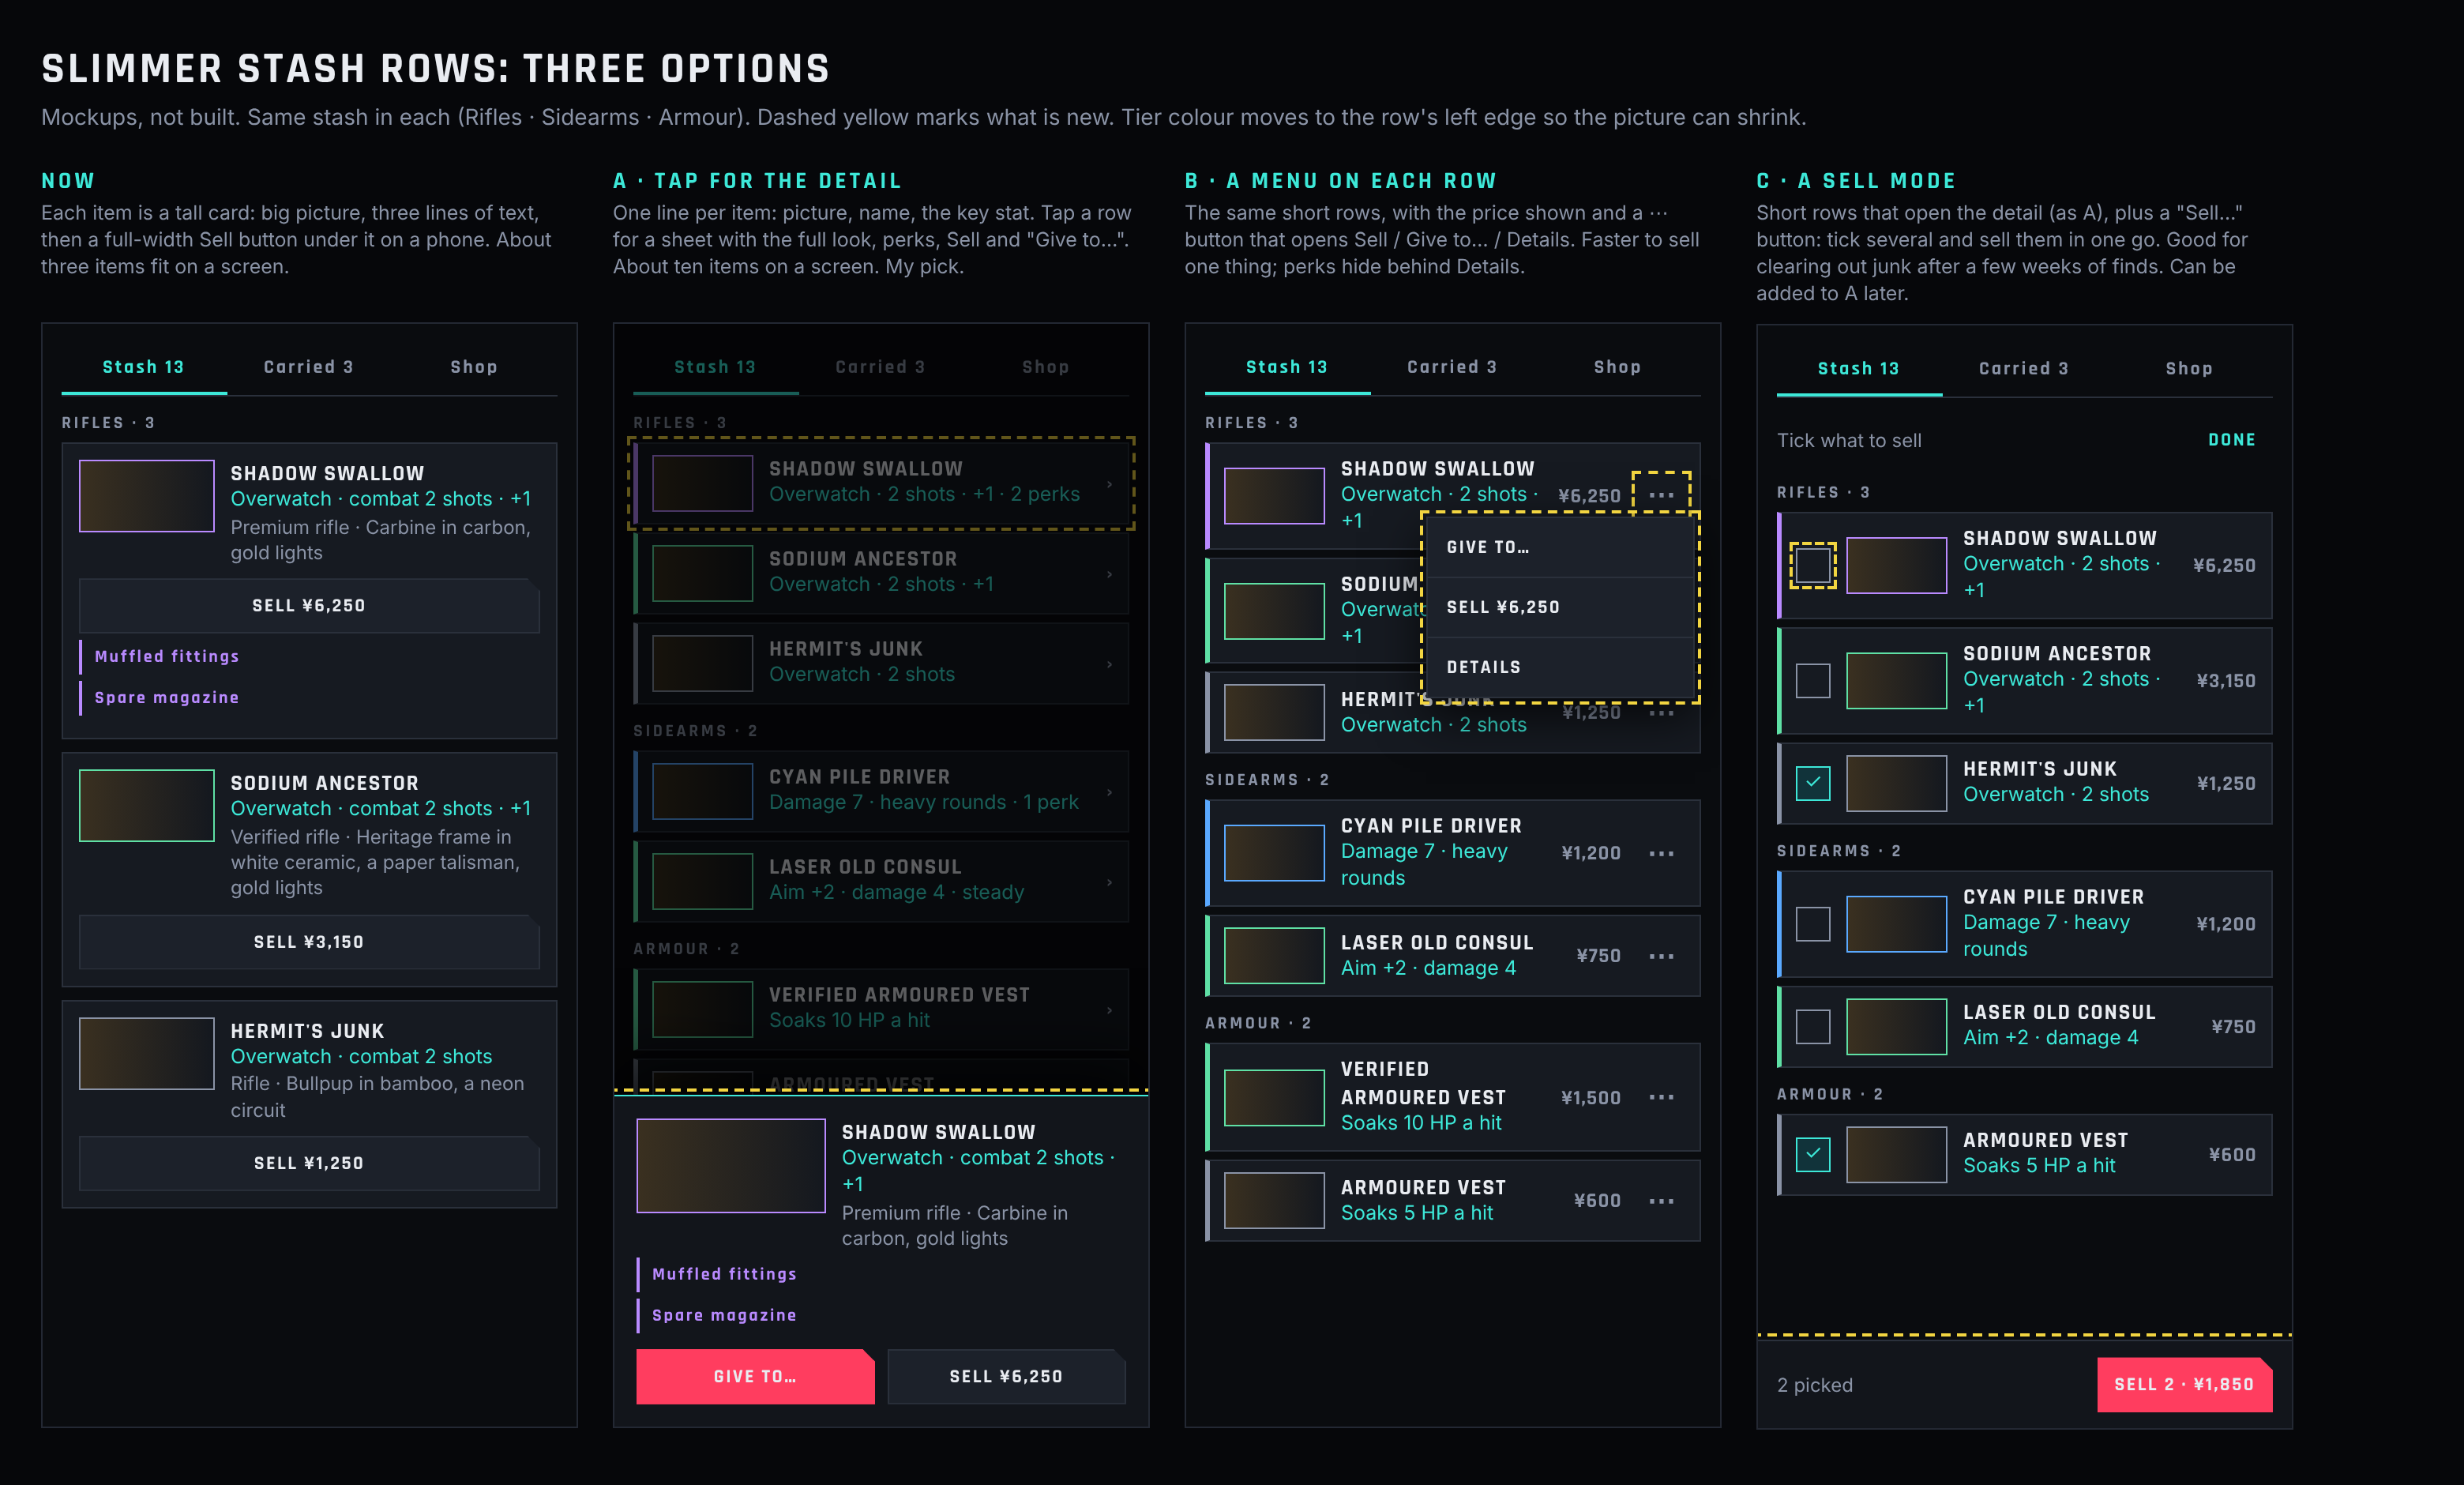 SLIMMER STASH ROWS: THREE OPTIONS
Mockups, not built. Same stash in each (Rifles · Sidearms · Armour). Dashed yellow marks what is new. Tier colour moves to the row's left edge so the picture can shrink.
NOW
Each item is a tall card: big picture, three lines of text,
then a full-width Sell button under it on a phone. About
three items fit on a screen.
Stash 13
Carried 3
Shop
RIFLES · 3
SHADOW SWALLOW
Overwatch · combat 2 shots · +1
Premium rifle · Carbine in carbon,
gold lights
SELL ¥6,250
Muffled fittings
Spare magazine
SODIUM ANCESTOR
Overwatch · combat 2 shots · +1
Verified rifle · Heritage frame in
white ceramic, a paper talisman,
gold lights
SELL ¥3,150
HERMIT'S JUNK
Overwatch · combat 2 shots
Rifle · Bullpup in bamboo, a neon
circuit
SELL ¥1,250
A · TAP FOR THE DETAIL
One line per item: picture, name, the key stat. Tap a row
for a sheet with the full look, perks, Sell and "Give to…".
About ten items on a screen. My pick.
Stash 13
Carried 3
Shop
RIFLES · 3
SHADOW SWALLOW
Overwatch · 2 shots · +1 · 2 perks
›
SODIUM ANCESTOR
Overwatch · 2 shots · +1
›
HERMIT'S JUNK
Overwatch · 2 shots
›
SIDEARMS · 2
CYAN PILE DRIVER
Damage 7 · heavy rounds · 1 perk
›
LASER OLD CONSUL
Aim +2 · damage 4 · steady
›
ARMOUR · 2
VERIFIED ARMOURED VEST
Soaks 10 HP a hit
›
ARMOURED VEST
SHADOW SWALLOW
Overwatch · combat 2 shots ·
+1
Premium rifle · Carbine in
carbon, gold lights
Muffled fittings
Spare magazine
GIVE TO…
SELL ¥6,250
B · A MENU ON EACH ROW
The same short rows, with the price shown and a ···
button that opens Sell / Give to… / Details. Faster to sell
one thing; perks hide behind Details.
Stash 13
Carried 3
Shop
RIFLES · 3
SHADOW SWALLOW
Overwatch · 2 shots ·
+1
¥6,250
···
GIVE TO…
SELL ¥6,250
DETAILS
SODIUM
+1
HERMIT'S JUNK
Overwatch · 2 shots
¥1,250
···
SIDEARMS · 2
CYAN PILE DRIVER
Damage 7 · heavy
rounds
¥1,200
···
LASER OLD CONSUL
Aim +2 · damage 4
¥750
···
ARMOUR · 2
VERIFIED
ARMOURED VEST
Soaks 10 HP a hit
¥1,500
···
ARMOURED VEST
Soaks 5 HP a hit
¥600
···
C · A SELL MODE
Short rows that open the detail (as A), plus a "Sell…"
button: tick several and sell them in one go. Good for
clearing out junk after a few weeks of finds. Can be
added to A later.
Stash 13
Carried 3
Shop
Tick what to sell
DONE
RIFLES · 3
SHADOW SWALLOW
Overwatch · 2 shots ·
+1
¥6,250
SODIUM ANCESTOR
Overwatch · 2 shots ·
+1
¥3,150
HERMIT'S JUNK
Overwatch · 2 shots
¥1,250
SIDEARMS · 2
CYAN PILE DRIVER
Damage 7 · heavy
rounds
¥1,200
LASER OLD CONSUL
Aim +2 · damage 4
¥750
ARMOUR · 2
ARMOURED VEST
Soaks 5 HP a hit
¥600
2 picked
SELL 2 · ¥1,850